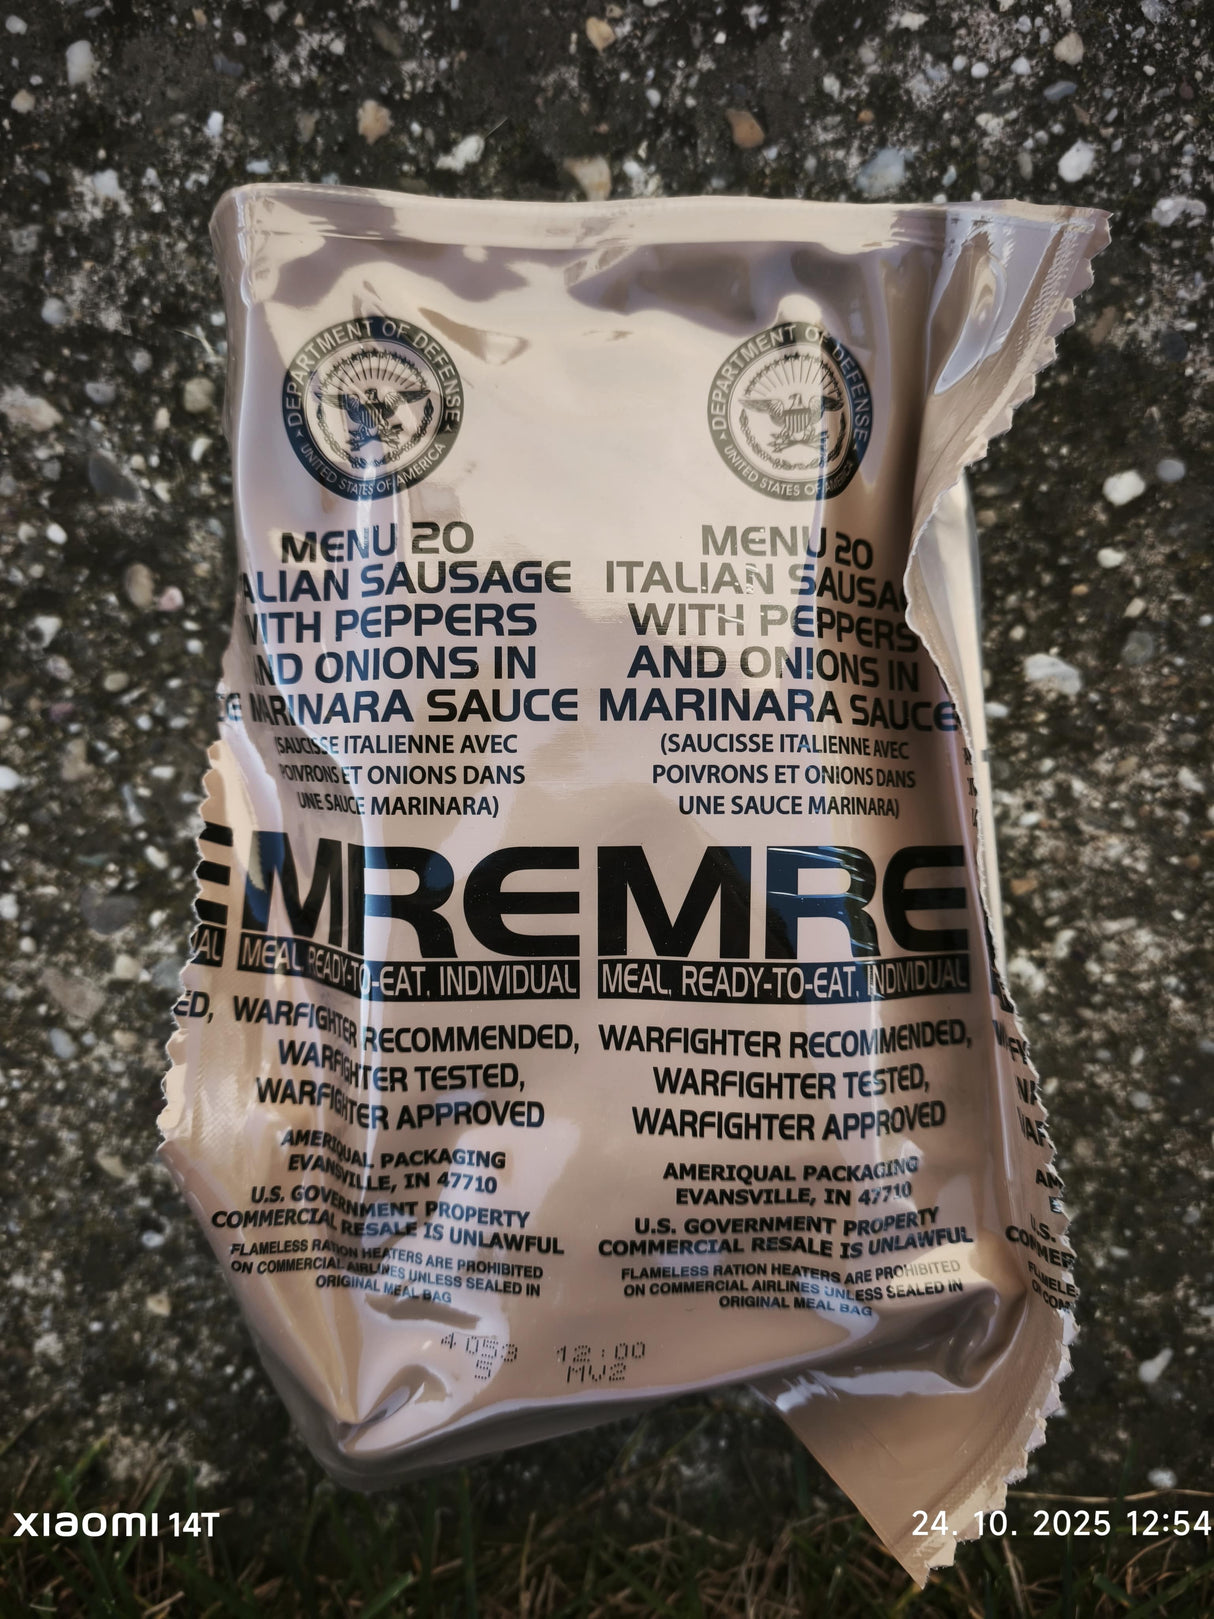 DEPARTMENT OF DEFENSE
UNITED STATES OF AMERICA
MENU 20
ALIAN SAUSAGE
WITH PEPPERS
AND ONIONS IN
MARINARA SAUCE
(SAUCISSE ITALIENNE AVEC
POIVRONS ET ONIONS DANS
UNE SAUCE MARINARA)
MRE
MEAL, READY-TO-EAT, INDIVIDUAL
WARFIGHTER RECOMMENDED,
WARFIGHTER TESTED,
WARFIGHTER APPROVED
AMERIQUAL PACKAGING
EVANSVILLE, IN 47710
U.S. GOVERNMENT PROPERTY
COMMERCIAL RESALE IS UNLAWFUL
FLAMELESS RATION HEATERS ARE PROHIBITED
ON COMMERCIAL AIRLINES UNLESS SEALED IN
ORIGINAL MEAL BAG
DEPARTMENT OF DEFENSE
UNITED STATES OF AMERICA
MENU 20
ITALIAN SAUSA
WITH PEPPERS
AND ONIONS IN
MARINARA SAUCE
(SAUCISSE ITALIENNE AVEC
POIVRONS ET ONIONS DANS
UNE SAUCE MARINARA)
MRE
MEAL, READY-TO-EAT, INDIVIDUAL
WARFIGHTER RECOMMENDED,
WARFIGHTER TESTED,
WARFIGHTER APPROVED
AMERIQUAL PACKAGING
EVANSVILLE, IN 47710
U.S. GOVERNMENT PROPERTY
COMMERCIAL RESALE IS UNLAWFUL
FLAMELESS RATION HEATERS ARE PROHIBITED
ON COMMERCIAL AIRLINES UNLESS SEALED IN
ORIGINAL MEAL BAG
4053 12:00
5 MV2
xiaomi 14T
24. 10. 2025 12:54